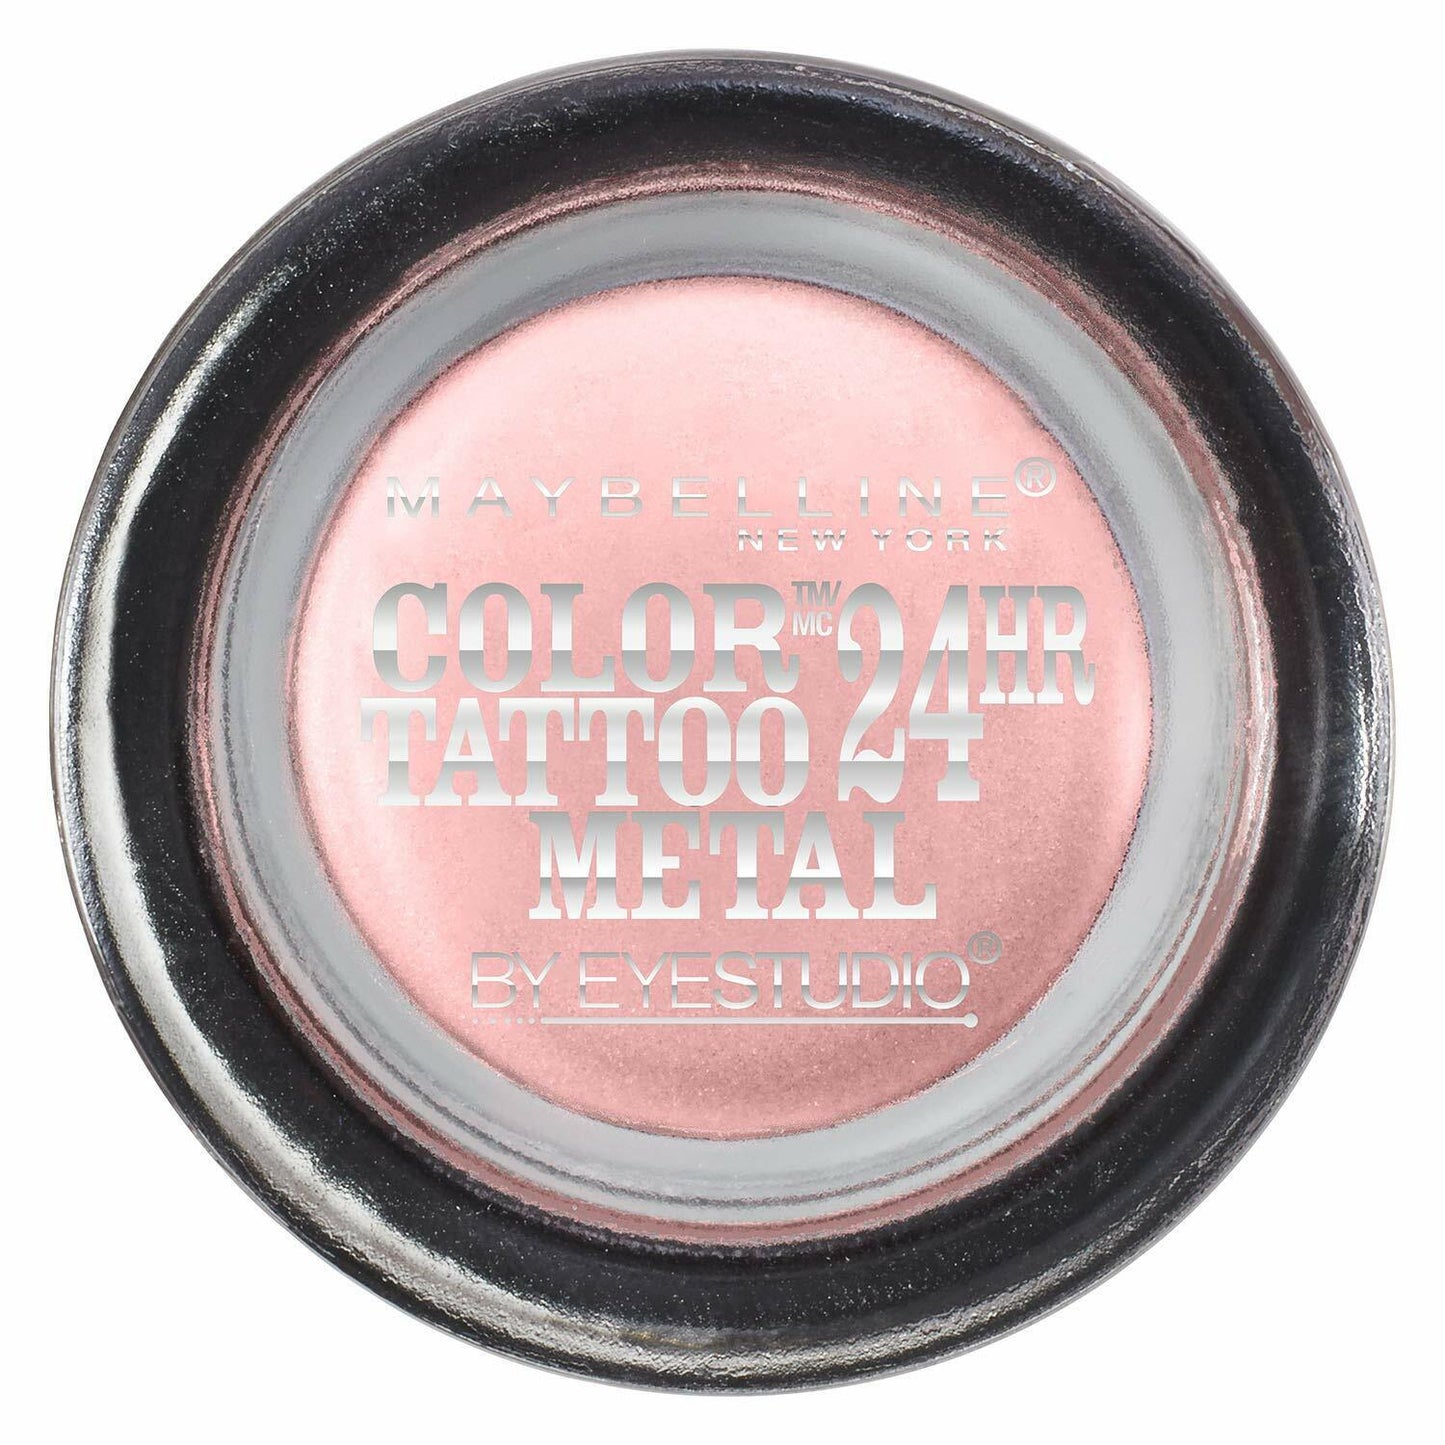 MAYBELLINE®
NEW YORK
COLOR™/MC 24HR
TATTOO
METAL
BY EYESTUDIO®